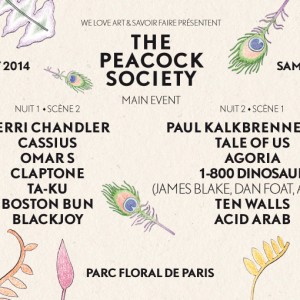 WE LOVE ART & SAVOIR FAIRE PRÉSENTENT
THE
PEACOCK
SOCIETY
2014
SAM
MAIN EVENT
NUIT 1 • SCÈNE 2
ERRI CHANDLER
CASSIUS
OMAR S
CLAPTONE
TA-KU
BOSTON BUN
BLACKJOY
NUIT 2 • SCÈNE 1
PAUL KALKBRENNE
TALE OF US
AGORIA
1-800 DINOSAU
(JAMES BLAKE, DAN FOAT, A
TEN WALLS
ACID ARAB
PARC FLORAL DE PARIS